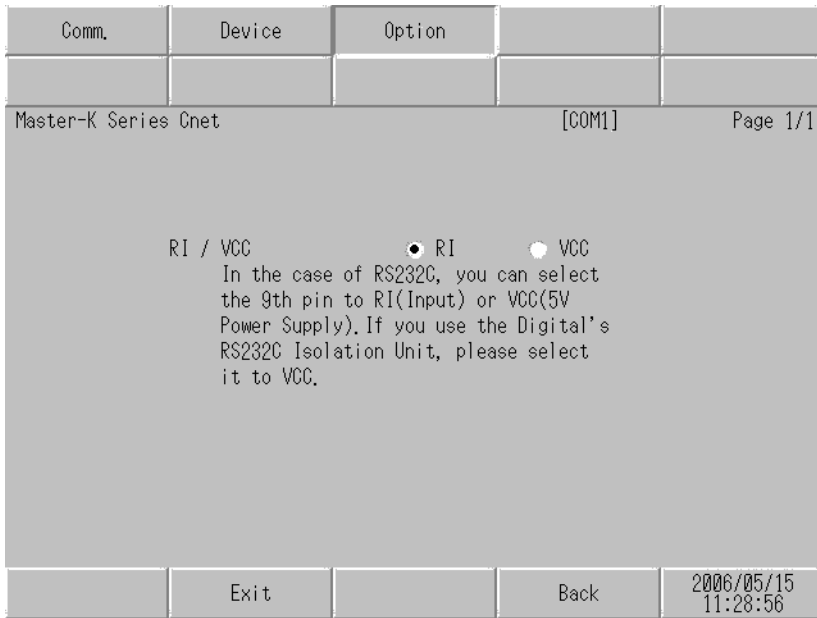 Comm. Device Option
Master-K Series Cnet [COM1] Page 1/1
RI / VCC RI VCC
In the case of RS232C, you can select
the 9th pin to RI(Input) or VCC(5V
Power Supply).If you use the Digital's
RS232C Isolation Unit, please select
it to VCC.
Exit Back 2006/05/15
11:28:56